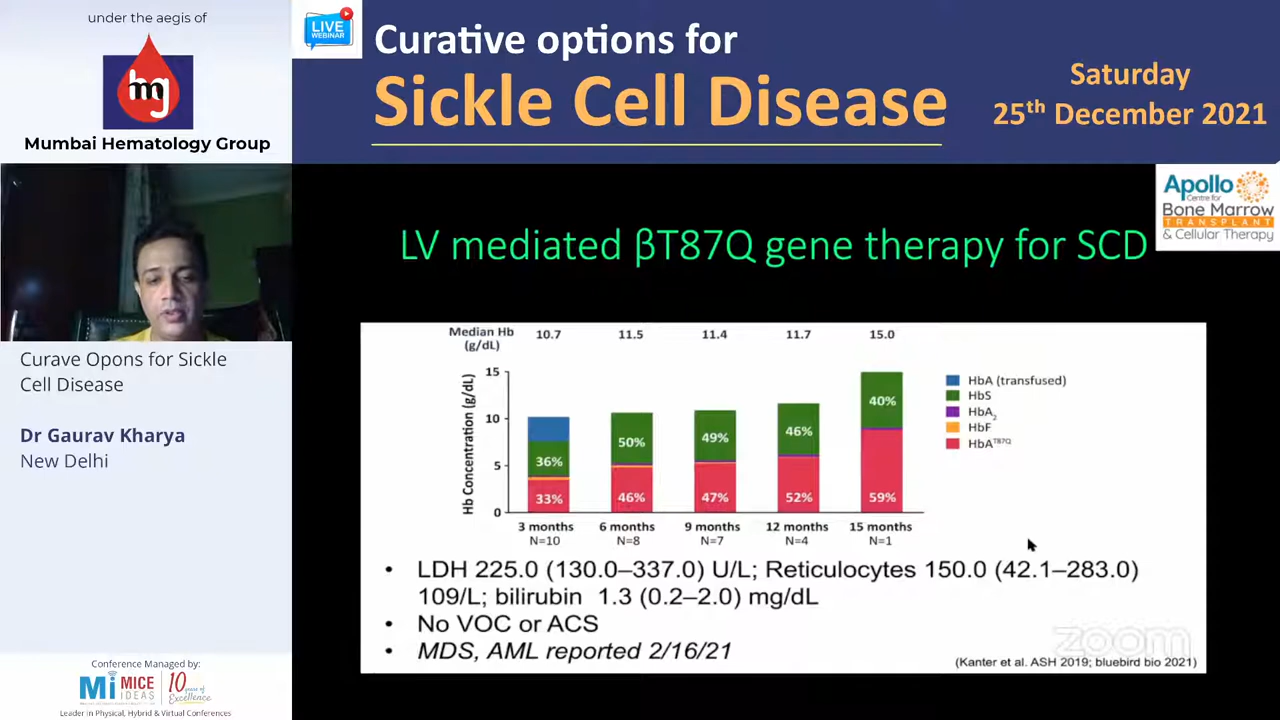 under the aegis of
mg
Mumbai Hematology Group
LIVE
WEBINAR
Curative options for
Sickle Cell Disease
Saturday
25th December 2021
Apollo
Centre for
Bone Marrow
TRANSPLANT
& Cellular Therapy
Curave Opons for Sickle
Cell Disease
Dr Gaurav Kharya
New Delhi
LV mediated βT87Q gene therapy for SCD
Median Hb
(g/dL)
10.7 11.5 11.4 11.7 15.0
Hb Concentration (g/dL)
15
10
5
0
36% 50% 49% 46% 40%
33% 46% 47% 52% 59%
3 months 6 months 9 months 12 months 15 months
N=10 N=8 N=7 N=4 N=1
HbA (transfused)
HbS
HbA2
HbF
HbAT87Q
• LDH 225.0 (130.0–337.0) U/L; Reticulocytes 150.0 (42.1–283.0)
109/L; bilirubin 1.3 (0.2–2.0) mg/dL
• No VOC or ACS
• MDS, AML reported 2/16/21
(Kanter et al. ASH 2019; bluebird bio 2021)
zoom
Conference Managed by:
Mi MICE
IDEAS
10 years of
Excellence
Leader in Physical, Hybrid & Virtual Conferences